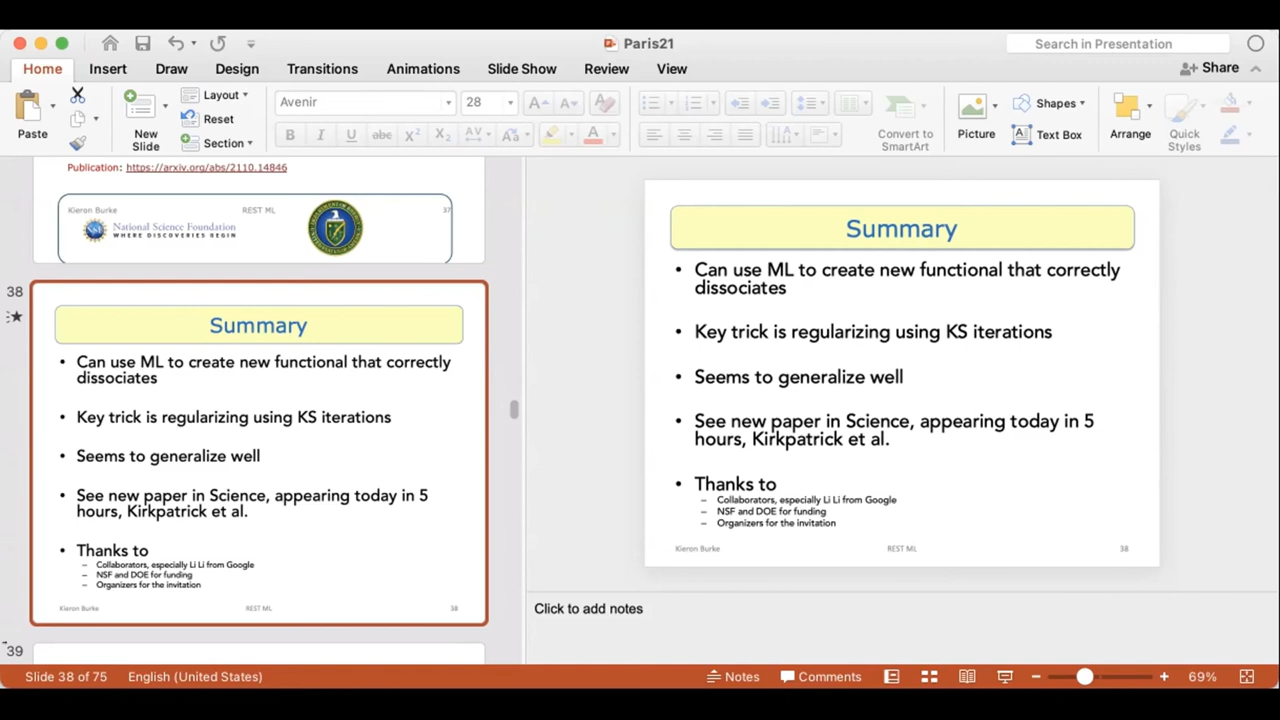 Paris21
Search in Presentation
Home Insert Draw Design Transitions Animations Slide Show Review View Share
Paste
New
Slide
Layout
Reset
Section
Avenir 28
B I U abc X² X₂ AV Aa A
Convert to
SmartArt
Picture
Shapes
Text Box
Arrange
Quick
Styles
Publication: https://arxiv.org/abs/2110.14846
Kieron Burke REST ML 37
National Science Foundation
WHERE DISCOVERIES BEGIN
38
Summary
• Can use ML to create new functional that correctly
dissociates
• Key trick is regularizing using KS iterations
• Seems to generalize well
• See new paper in Science, appearing today in 5
hours, Kirkpatrick et al.
• Thanks to
– Collaborators, especially Li Li from Google
– NSF and DOE for funding
– Organizers for the invitation
Kieron Burke REST ML 38
39
Summary
• Can use ML to create new functional that correctly
dissociates
• Key trick is regularizing using KS iterations
• Seems to generalize well
• See new paper in Science, appearing today in 5
hours, Kirkpatrick et al.
• Thanks to
– Collaborators, especially Li Li from Google
– NSF and DOE for funding
– Organizers for the invitation
Kieron Burke REST ML 38
Click to add notes
Slide 38 of 75 English (United States) Notes Comments 69%